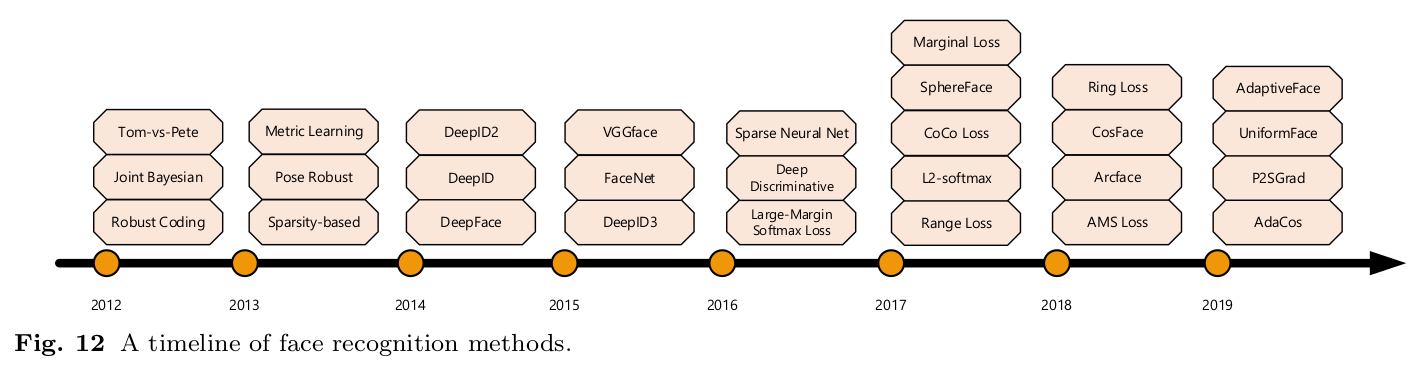 Tom-vs-Pete
Joint Bayesian
Robust Coding
Metric Learning
Pose Robust
Sparsity-based
DeepID2
DeepID
DeepFace
VGGface
FaceNet
DeepID3
Sparse Neural Net
Deep
Discriminative
Large-Margin
Softmax Loss
Marginal Loss
SphereFace
CoCo Loss
L2-softmax
Range Loss
Ring Loss
CosFace
Arcface
AMS Loss
AdaptiveFace
UniformFace
P2SGrad
AdaCos
2012
2013
2014
2015
2016
2017
2018
2019
Fig. 12 A timeline of face recognition methods.